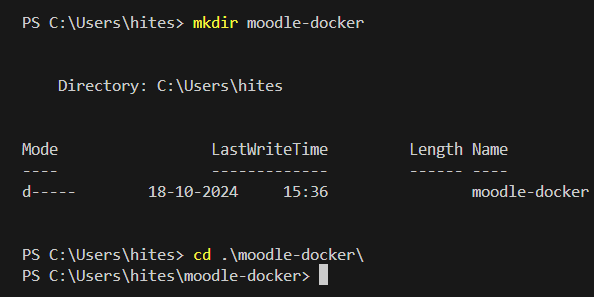 PS C:\Users\hites> mkdir moodle-docker
Directory: C:\Users\hites
Mode LastWriteTime Length Name
---- ------------- ------ ----
d----- 18-10-2024 15:36 moodle-docker
PS C:\Users\hites> cd .\moodle-docker\
PS C:\Users\hites\moodle-docker>